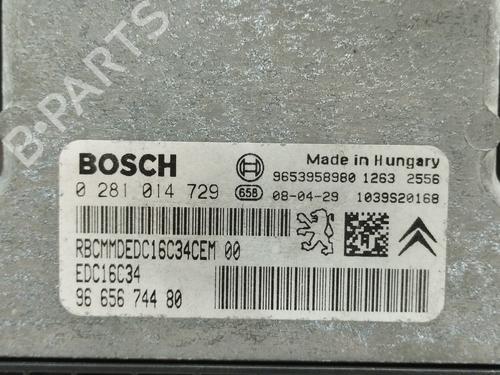 B-PARTS
BOSCH
Made in Hungary
9653958980 1263 2556
0 281 014 729
658
08-04-29
1039S20168
RBCMMDEDC16C34CEM 00
EDC16C34
96 656 744 80